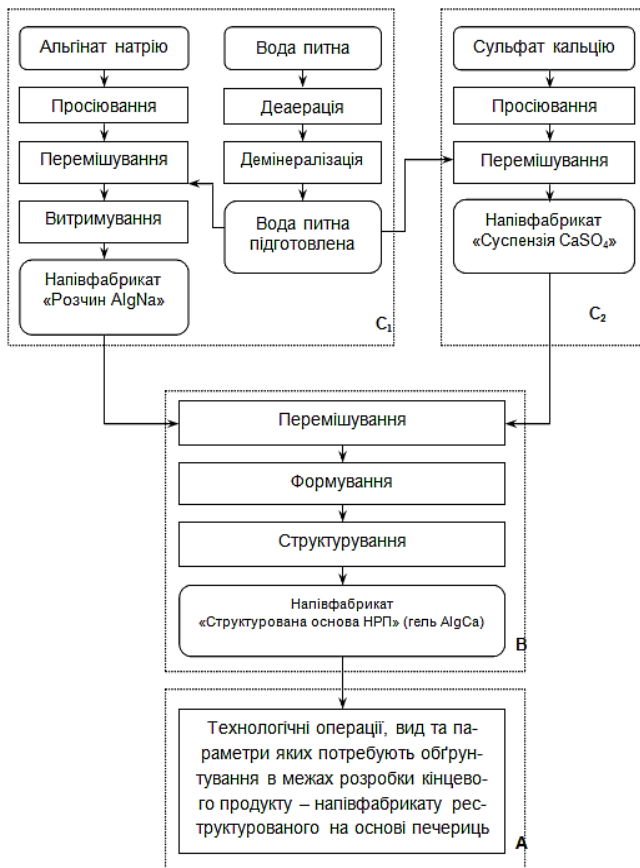 Альгінат натрію
Просіювання
Перемішування
Витримування
Напівфабрикат
«Розчин AlgNa»
Вода питна
Деаерація
Демінералізація
Вода питна
підготовлена
C₁
Сульфат кальцію
Просіювання
Перемішування
Напівфабрикат
«Суспензія CaSO₄»
C₂
Перемішування
Формування
Структурування
Напівфабрикат
«Структурована основа НРП» (гель AlgCa)
B
Технологічні операції, вид та па-
раметри яких потребують обґрун-
тування в межах розробки кінцево-
го продукту – напівфабрикату рес-
труктурованого на основі печериць
A